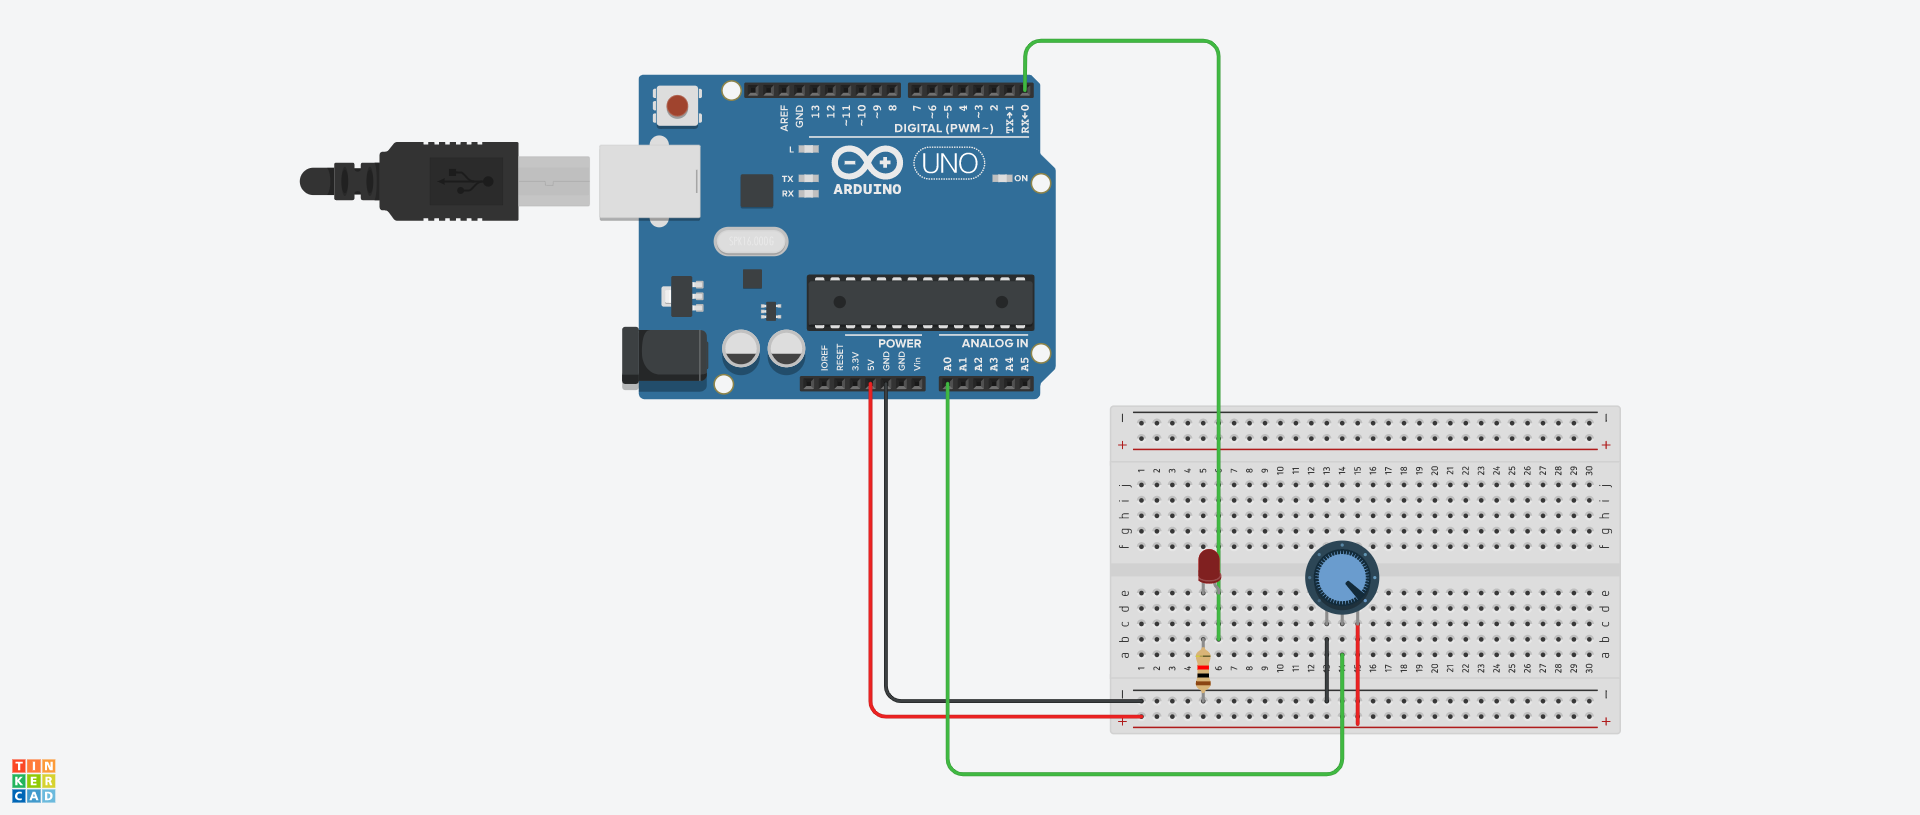 AREF
GND
13
12
~11
~10
~9
8
7
~6
~5
4
~3
2
TX→1
RX←0
DIGITAL (PWM~)
L
TX
RX
ARDUINO
UNO
ON
POWER
ANALOG IN
IOREF
RESET
3.3V
5V
GND
GND
Vin
A0
A1
A2
A3
A4
A5
− −
+ +
1 2 3 4 5 6 7 8 9 10 11 12 13 14 15 16 17 18 19 20 21 22 23 24 25 26 27 28 29 30
j j
i i
h h
g g
f f
e e
d d
c c
b b
a a
1 2 3 4 5 6 7 8 9 10 11 12 13 14 15 16 17 18 19 20 21 22 23 24 25 26 27 28 29 30
− −
+ +
TIN
KER
CAD